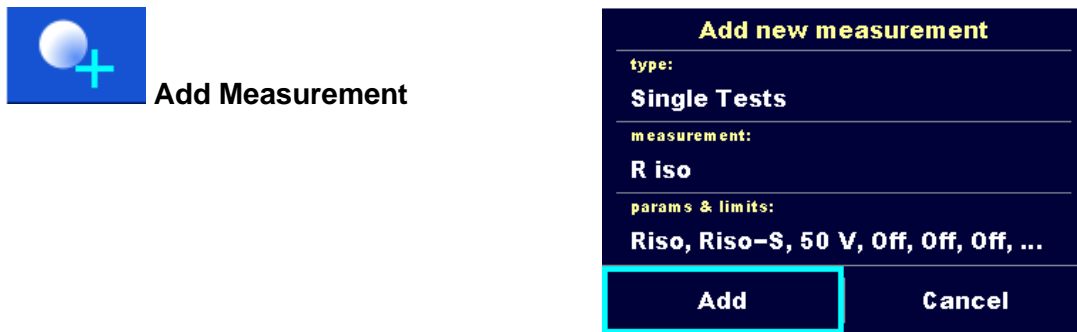 Add Measurement
Add new measurement
type:
Single Tests
measurement:
R iso
params & limits:
Riso, Riso-S, 50 V, Off, Off, Off, ...
Add
Cancel